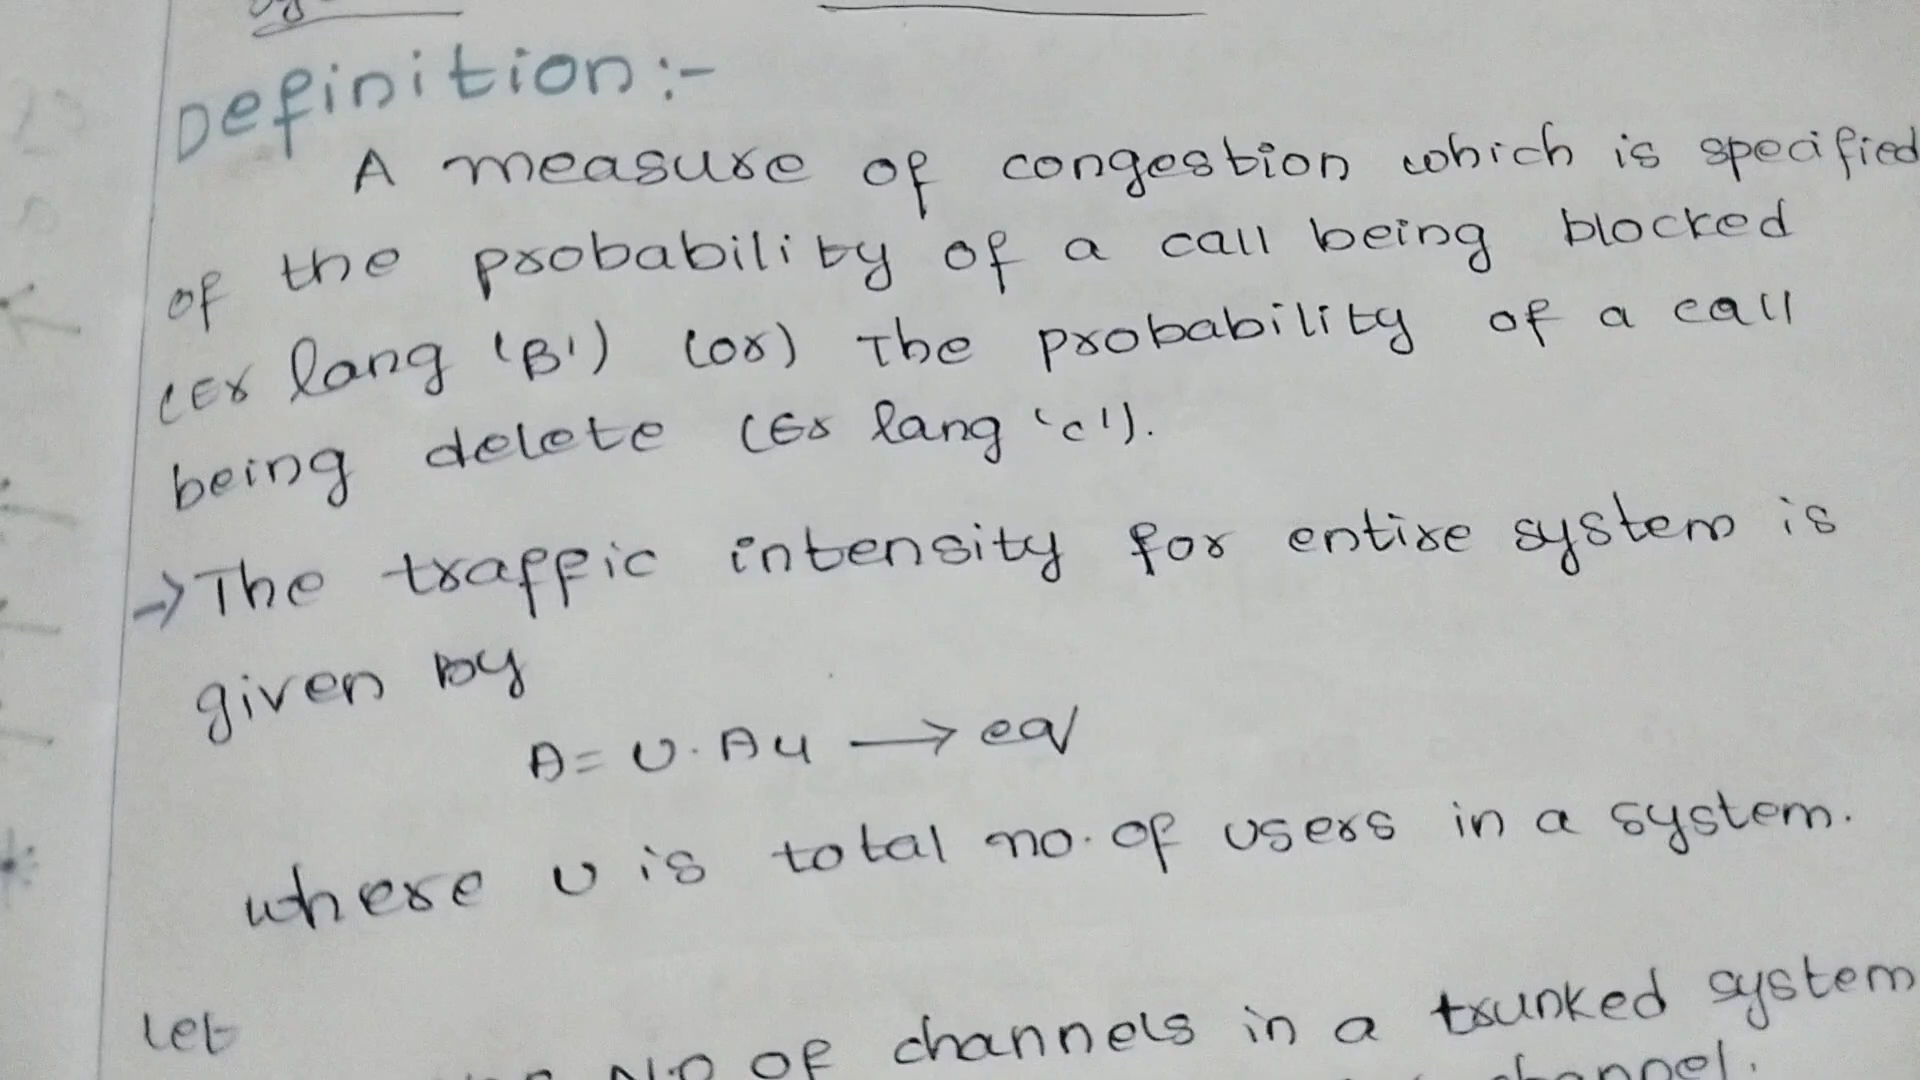 Definition:-
A measure of congestion which is specified
of the probability of a call being blocked
(Er lang 'B') (or) The probability of a call
being delete (Er lang 'c').
→ The traffic intensity for entire system is
given by
A = U. Au → eq
where U is total no. of users in a system.
Let
No of channels in a trunked system
channel.